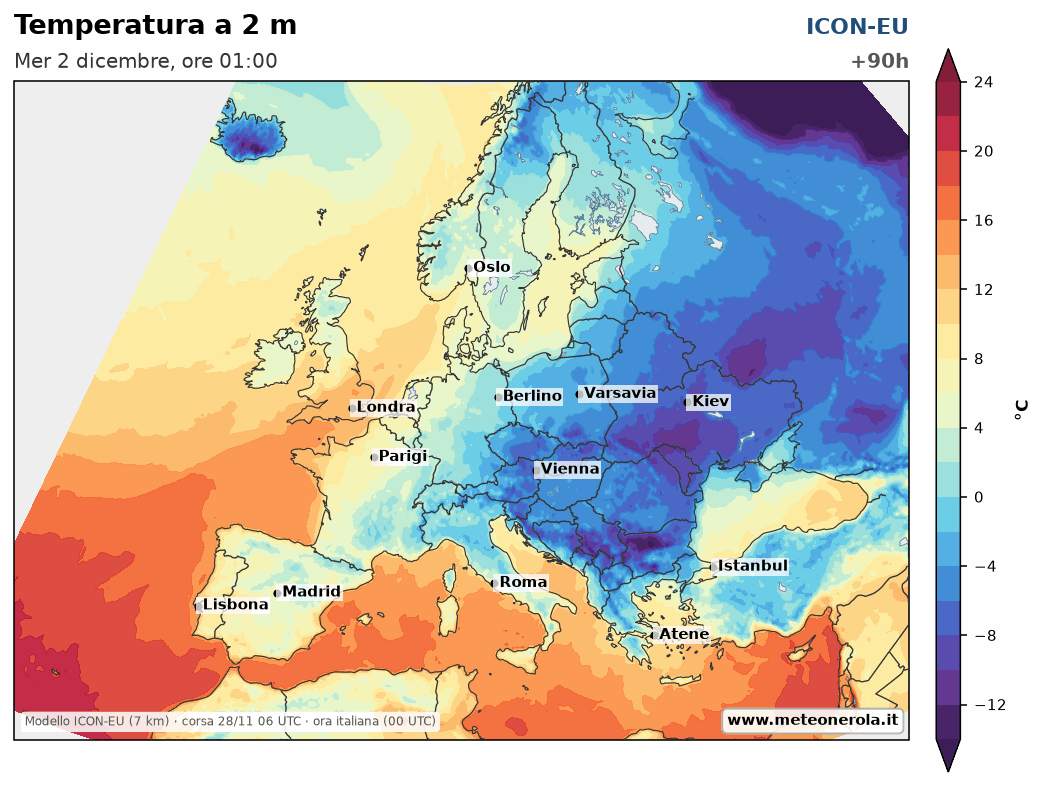 Temperatura a 2 m
ICON-EU
Mer 2 dicembre, ore 01:00
+90h
24
20
16
12
8
4
0
−4
−8
−12
°C
Oslo
Londra
Berlino
Varsavia
Kiev
Parigi
Vienna
Istanbul
Roma
Madrid
Lisbona
Atene
Modello ICON-EU (7 km) · corsa 28/11 06 UTC · ora italiana (00 UTC)
www.meteonerola.it